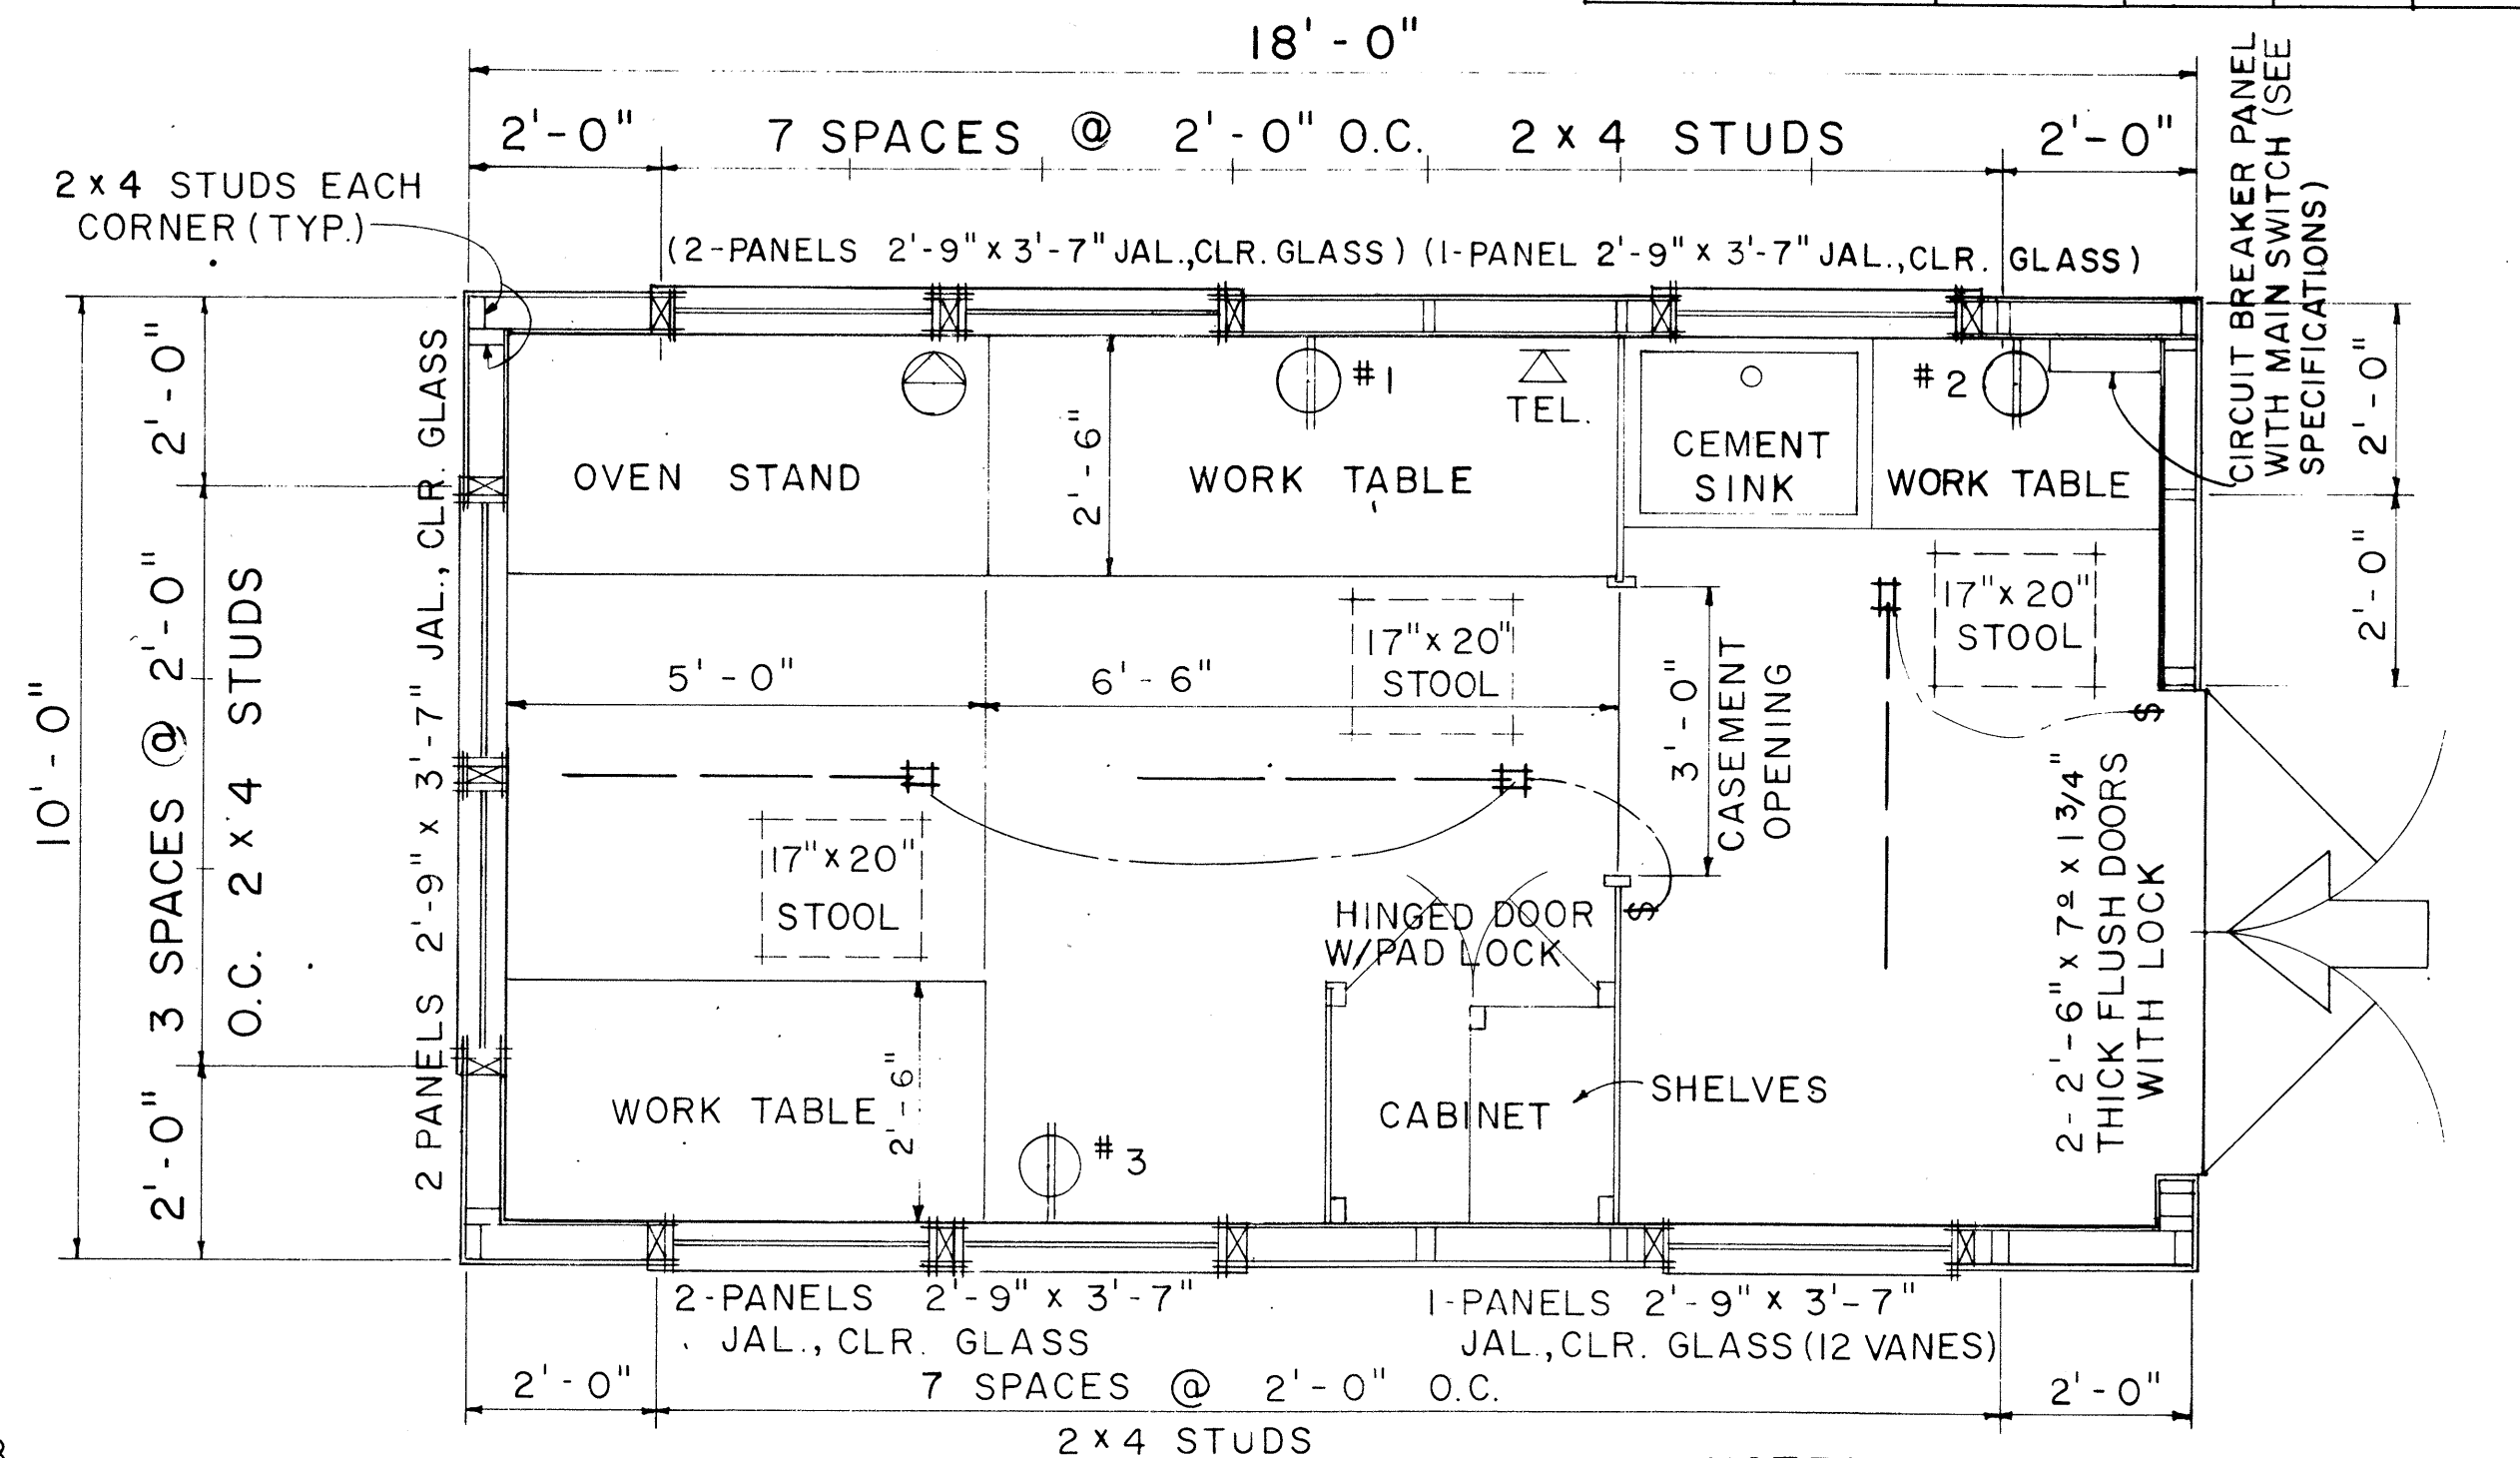 18'-0"
2'-0" 7 SPACES @ 2'-0" O.C. 2 x 4 STUDS 2'-0"
2 x 4 STUDS EACH
CORNER (TYP.)
(2-PANELS 2'-9" x 3'-7" JAL., CLR. GLASS) (1-PANEL 2'-9" x 3'-7" JAL., CLR. GLASS)
CIRCUIT BREAKER PANEL
WITH MAIN SWITCH (SEE
SPECIFICATIONS)
10'-0"
2'-0"
3 SPACES @ 2'-0"
O.C. 2 x 4 STUDS
2'-0"
2 PANELS 2'-9" x 3'-7" JAL., CLR. GLASS
OVEN STAND
2'-6"
WORK TABLE
#1
TEL.
CEMENT
SINK
#2
WORK TABLE
2'-0"
2'-0"
5'-0"
6'-6"
17" x 20"
STOOL
17" x 20"
STOOL
3'-0"
CASEMENT
OPENING
$
17" x 20"
STOOL
HINGED DOOR
W/PAD LOCK
$
2- 2'-6" x 7º x 1 3/4"
THICK FLUSH DOORS
WITH LOCK
WORK TABLE
2'-6"
#3
CABINET
SHELVES
2-PANELS 2'-9" x 3'-7"
JAL., CLR. GLASS
1-PANELS 2'-9" x 3'-7"
JAL., CLR. GLASS (12 VANES)
2'-0" 7 SPACES @ 2'-0" O.C. 2'-0"
2 x 4 STUDS